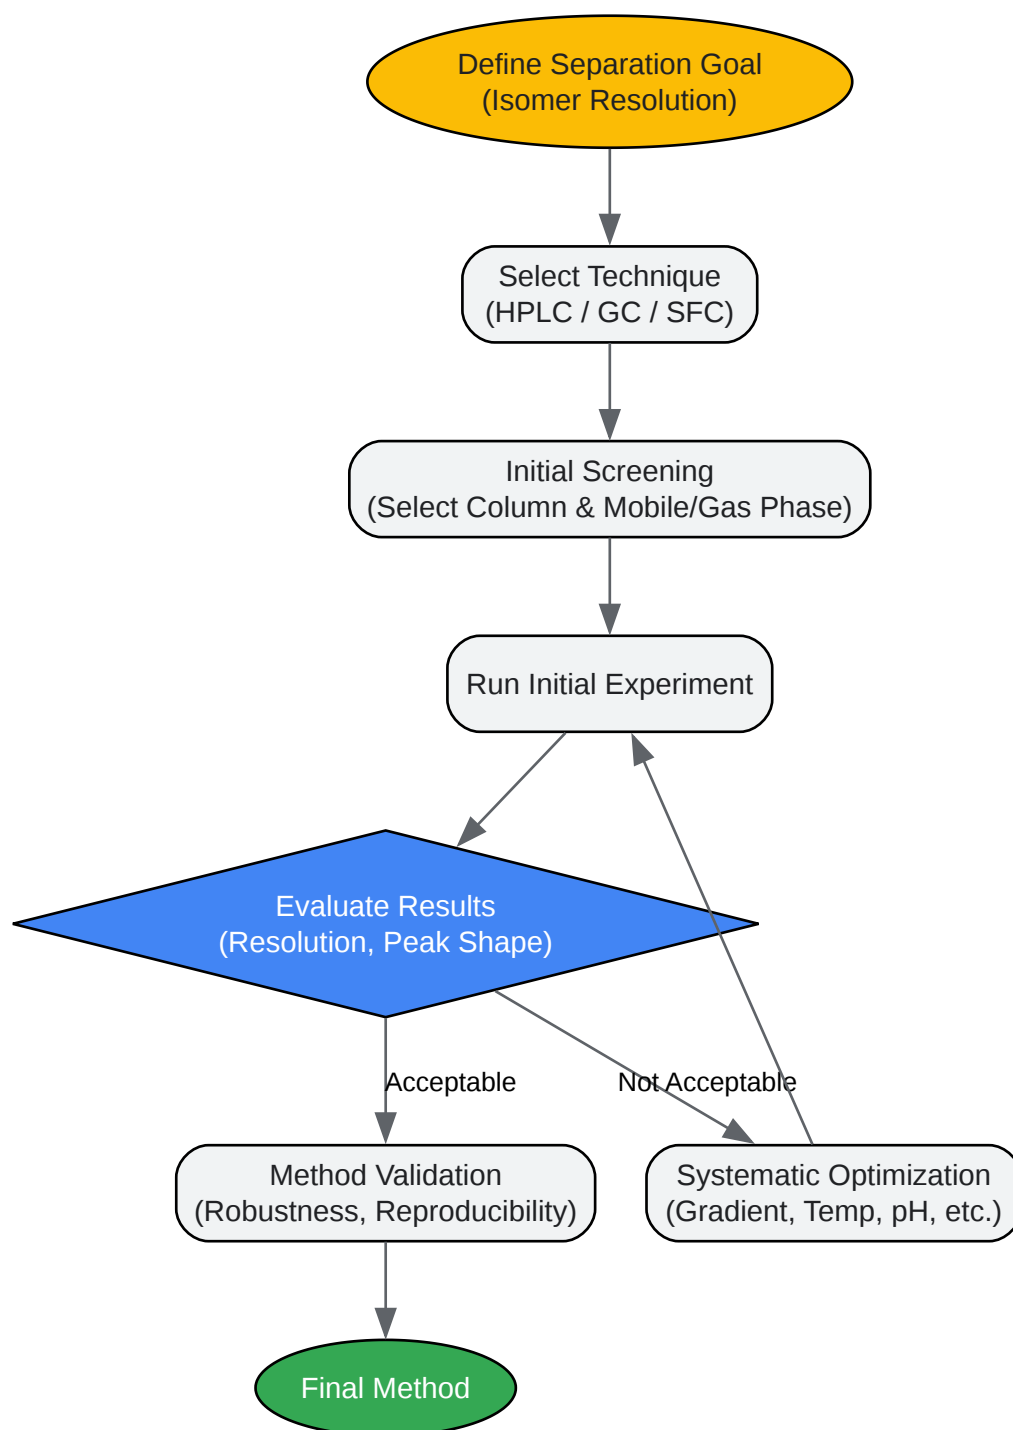 Define Separation Goal
(Isomer Resolution)
Select Technique
(HPLC / GC / SFC)
Initial Screening
(Select Column & Mobile/Gas Phase)
Run Initial Experiment
Evaluate Results
(Resolution, Peak Shape)
Acceptable
Not Acceptable
Method Validation
(Robustness, Reproducibility)
Systematic Optimization
(Gradient, Temp, pH, etc.)
Final Method